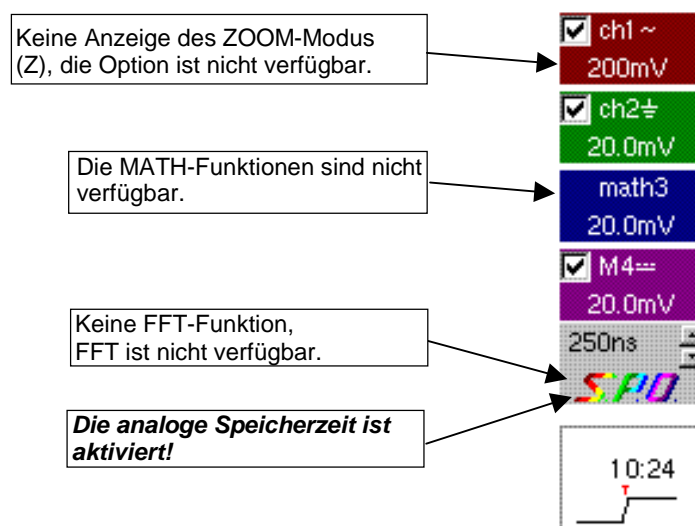 Keine Anzeige des ZOOM-Modus
(Z), die Option ist nicht verfügbar.
Die MATH-Funktionen sind nicht
verfügbar.
Keine FFT-Funktion,
FFT ist nicht verfügbar.
Die analoge Speicherzeit ist
aktiviert!
ch1 ~
200mV
ch2⏚
20.0mV
math3
20.0mV
M4⎓
20.0mV
250ns
S.P.O.
10:24
T